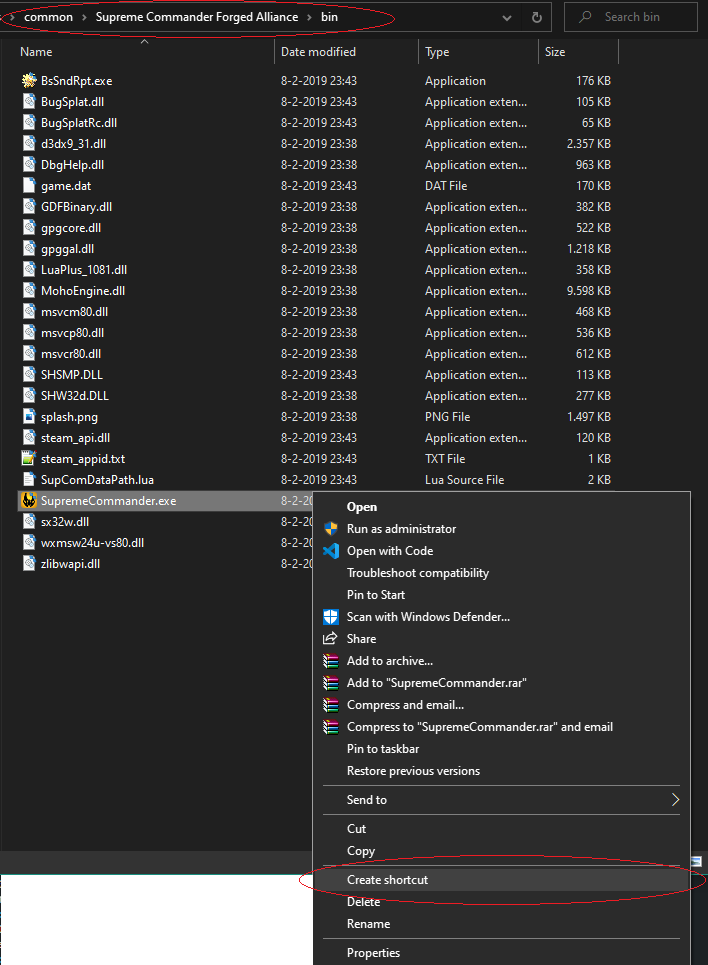 common > Supreme Commander Forged Alliance > bin
Search bin
Name Date modified Type Size
BsSndRpt.exe 8-2-2019 23:43 Application 176 KB
BugSplat.dll 8-2-2019 23:43 Application exten... 105 KB
BugSplatRc.dll 8-2-2019 23:43 Application exten... 65 KB
d3dx9_31.dll 8-2-2019 23:38 Application exten... 2.357 KB
DbgHelp.dll 8-2-2019 23:38 Application exten... 963 KB
game.dat 8-2-2019 23:43 DAT File 170 KB
GDFBinary.dll 8-2-2019 23:43 Application exten... 382 KB
gpgcore.dll 8-2-2019 23:38 Application exten... 522 KB
gpggal.dll 8-2-2019 23:38 Application exten... 1.218 KB
LuaPlus_1081.dll 8-2-2019 23:43 Application exten... 358 KB
MohoEngine.dll 8-2-2019 23:38 Application exten... 9.598 KB
msvcm80.dll 8-2-2019 23:38 Application exten... 468 KB
msvcp80.dll 8-2-2019 23:38 Application exten... 536 KB
msvcr80.dll 8-2-2019 23:38 Application exten... 612 KB
SHSMP.DLL 8-2-2019 23:43 Application exten... 113 KB
SHW32d.DLL 8-2-2019 23:38 Application exten... 277 KB
splash.png 8-2-2019 23:38 PNG File 1.497 KB
steam_api.dll 8-2-2019 23:43 Application exten... 120 KB
steam_appid.txt 8-2-2019 23:43 TXT File 1 KB
SupComDataPath.lua 8-2-2019 23:43 Lua Source File 2 KB
SupremeCommander.exe 8-2-20
sx32w.dll 8-2-20
wxmsw24u-vs80.dll 8-2-20
zlibwapi.dll 8-2-20
Open
Run as administrator
Open with Code
Troubleshoot compatibility
Pin to Start
Scan with Windows Defender...
Share
Add to archive...
Add to "SupremeCommander.rar"
Compress and email...
Compress to "SupremeCommander.rar" and email
Pin to taskbar
Restore previous versions
Send to
Cut
Copy
Create shortcut
Delete
Rename
Properties